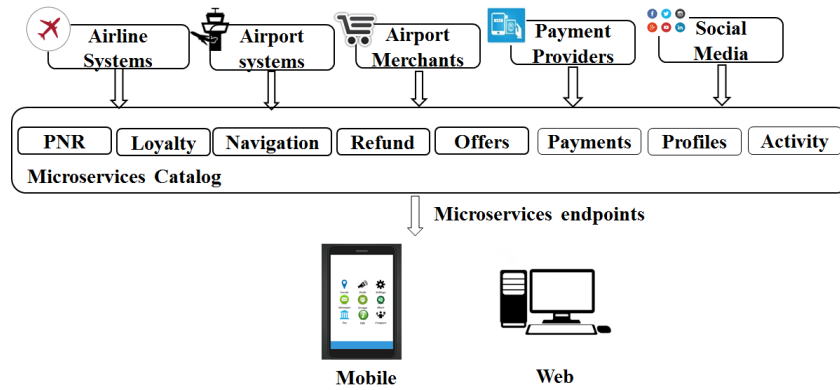 Airline
Systems
Airport
systems
Airport
Merchants
Payment
Providers
Social
Media
PNR
Loyalty
Navigation
Refund
Offers
Payments
Profiles
Activity
Microservices Catalog
Microservices endpoints
Mobile
Web